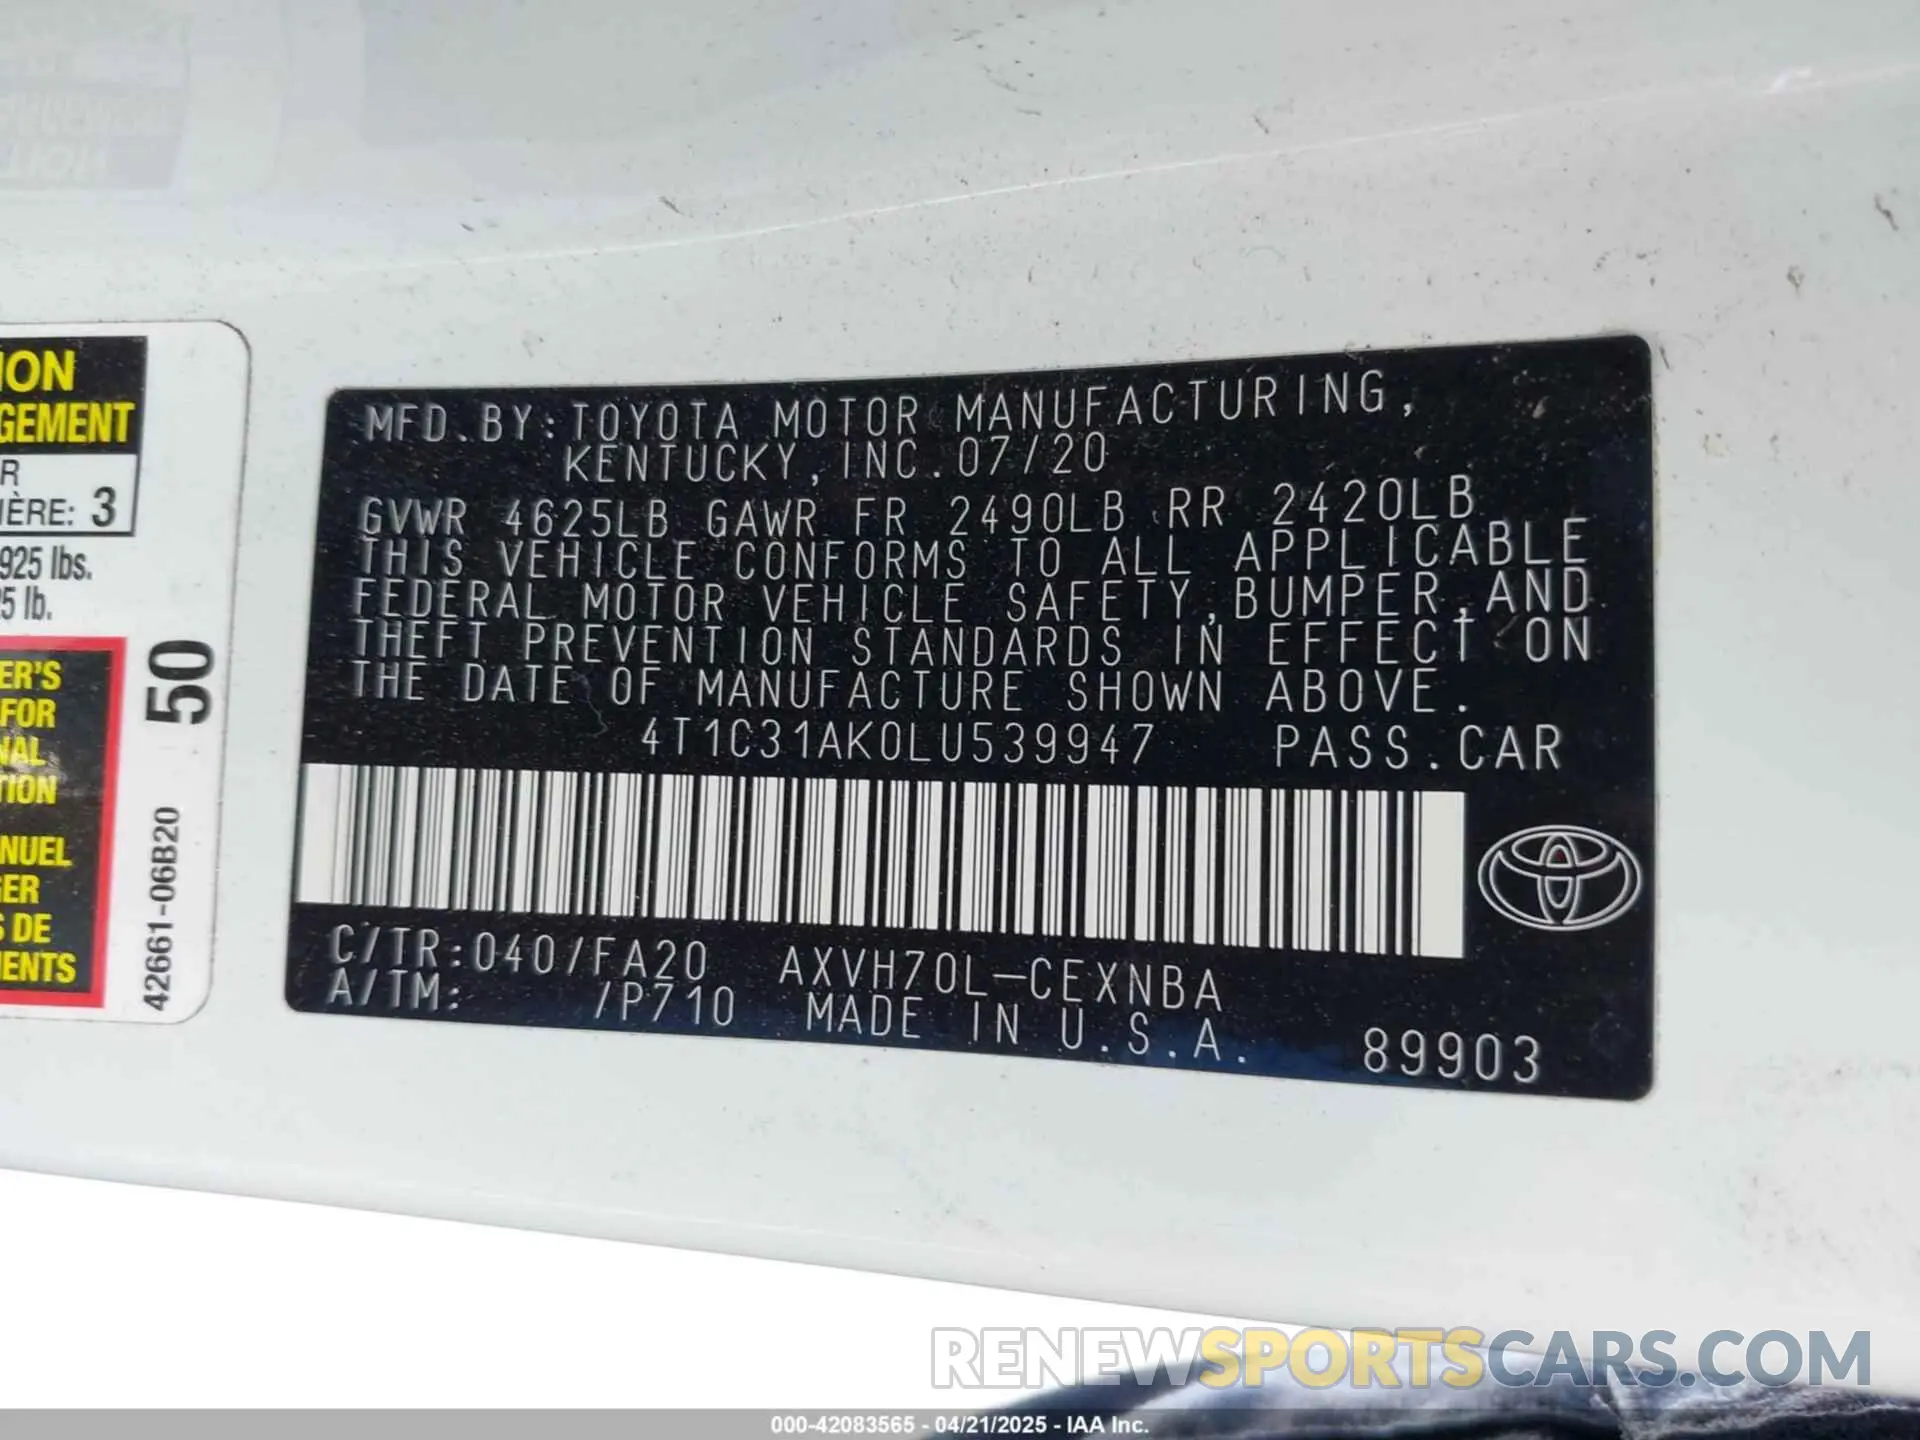 ION
GEMENT
R
IÈRE: 3
925 lbs.
5 lb.
ER'S
FOR
NAL
TION
NUEL
GER
S DE
MENTS
42661-06B20
50
MFD.BY:TOYOTA MOTOR MANUFACTURING,
KENTUCKY, INC.07/20
GVWR 4625LB GAWR FR 2490LB RR 2420LB
THIS VEHICLE CONFORMS TO ALL APPLICABLE
FEDERAL MOTOR VEHICLE SAFETY,BUMPER,AND
THEFT PREVENTION STANDARDS IN EFFECT ON
THE DATE OF MANUFACTURE SHOWN ABOVE.
4T1C31AK0LU539947 PASS.CAR
C/TR:040/FA20 AXVH70L-CEXNBA
A/TM: /P710 MADE IN U.S.A. 89903
RENEWSPORTSCARS.COM
000-42083565 - 04/21/2025 - IAA Inc.